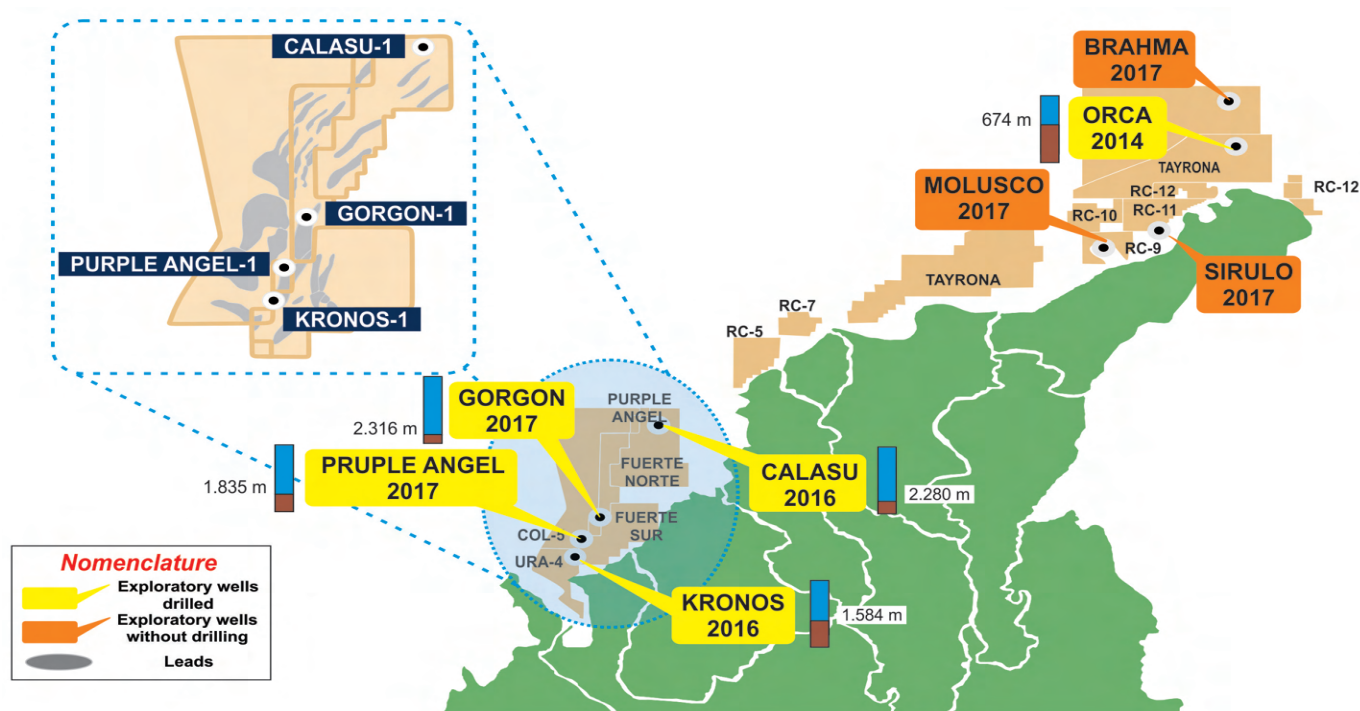 CALASU-1
GORGON-1
PURPLE ANGEL-1
KRONOS-1
BRAHMA
2017
674 m
ORCA
2014
TAYRONA
MOLUSCO
2017
RC-12
RC-12
RC-10
RC-11
RC-9
SIRULO
2017
TAYRONA
RC-7
RC-5
GORGON
2017
2.316 m
PURPLE
ANGEL
PRUPLE ANGEL
2017
1.835 m
FUERTE
NORTE
CALASU
2016
2.280 m
FUERTE
SUR
COL-5
URA-4
KRONOS
2016
1.584 m
Nomenclature
Exploratory wells
drilled
Exploratory wells
without drilling
Leads